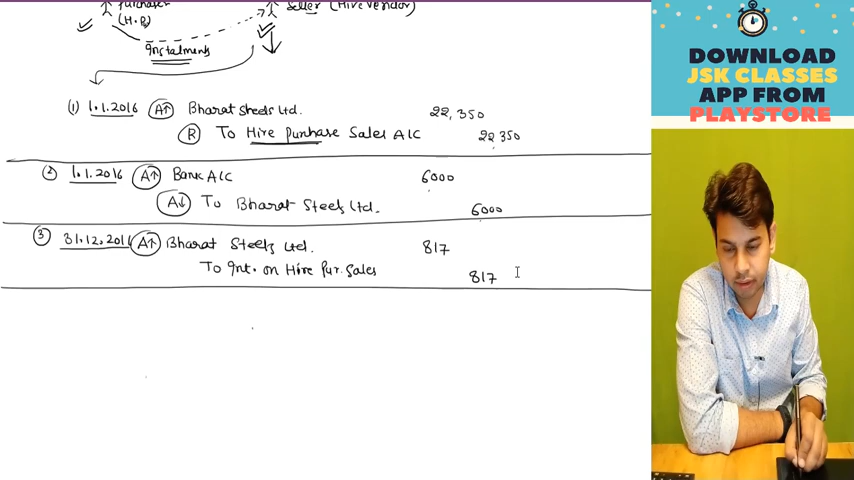 Purchaser
Seller (Hire Vendor)
(H.P)
Instalments
(1) 1.1.2016 A↑ Bharat Steels Ltd. 22,350
R To Hire Purchase Sales A/C 22,350
② 1.1.2016 A↑ Bank A/C 6000
A↓ To Bharat Steels Ltd. 6000
③ 31.12.2016 A↑ Bharat Steels Ltd. 817
To Int. on Hire Pur. Sales 817
DOWNLOAD
JSK CLASSES
APP FROM
PLAYSTORE